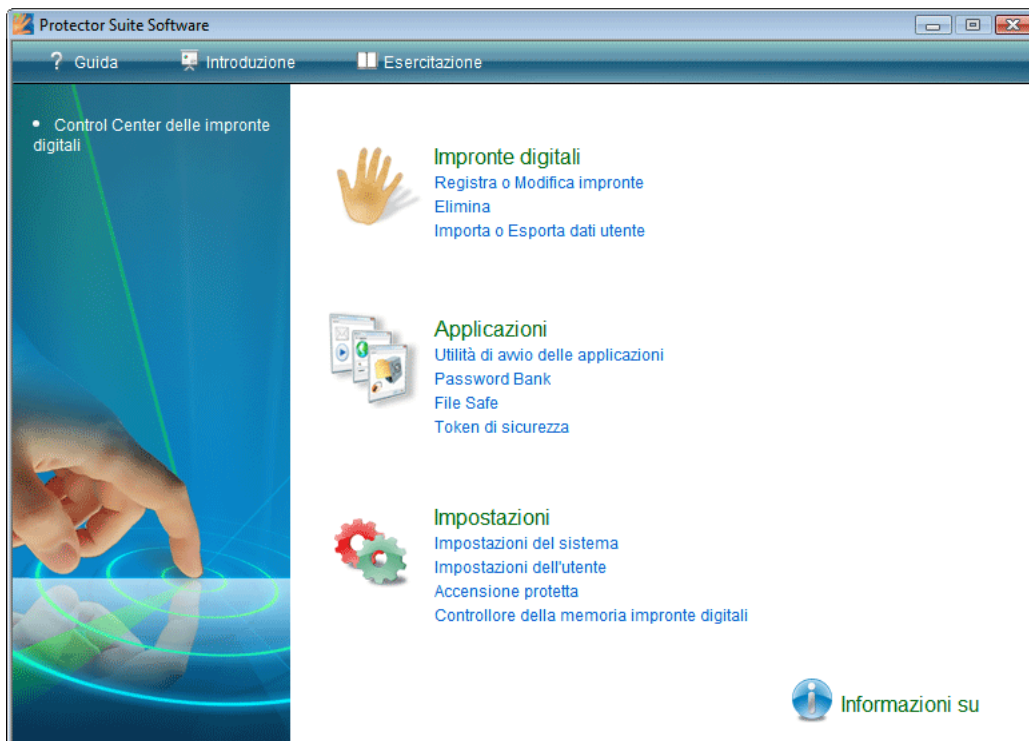 Protector Suite Software
? Guida Introduzione Esercitazione
• Control Center delle impronte
digitali
Impronte digitali
Registra o Modifica impronte
Elimina
Importa o Esporta dati utente
Applicazioni
Utilità di avvio delle applicazioni
Password Bank
File Safe
Token di sicurezza
Impostazioni
Impostazioni del sistema
Impostazioni dell'utente
Accensione protetta
Controllore della memoria impronte digitali
Informazioni su